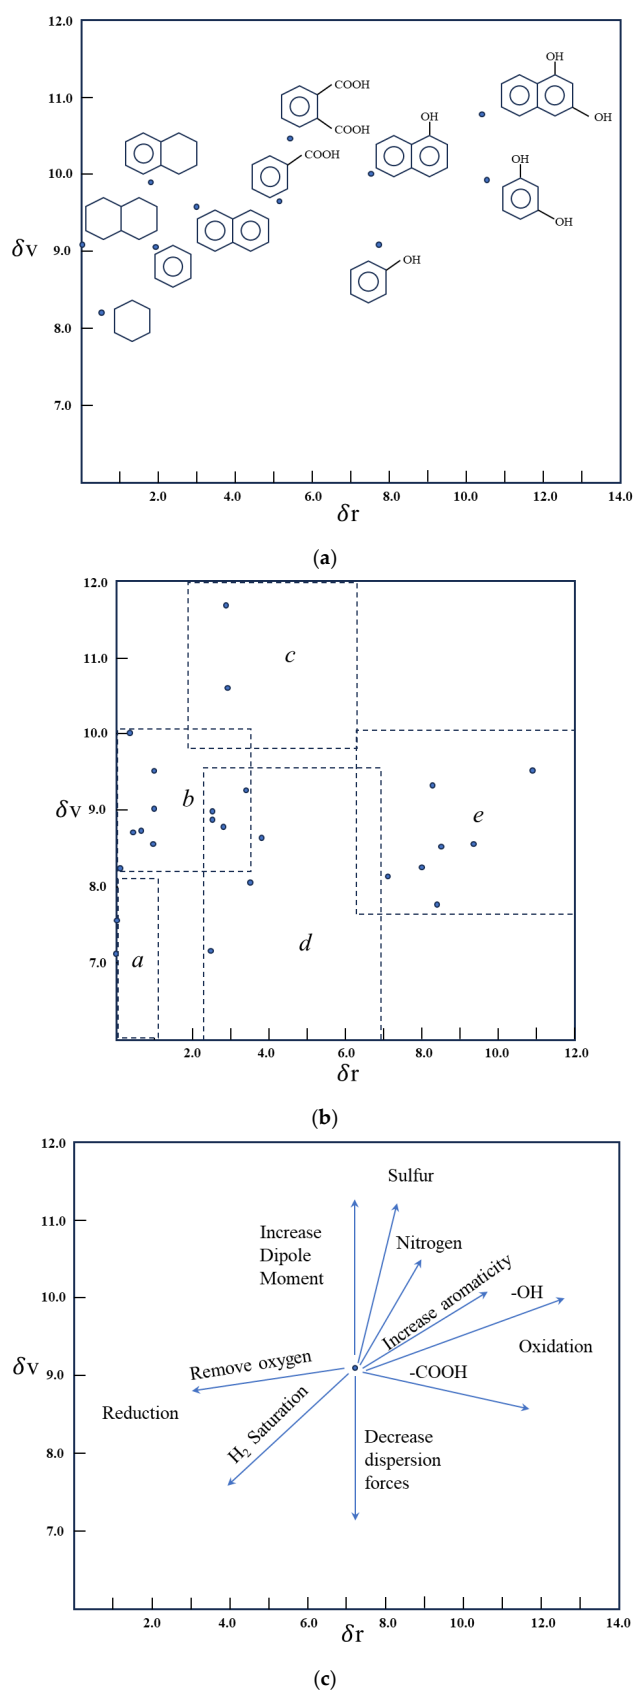 12.0
OH
COOH
11.0
OH
OH
COOH
COOH
OH
10.0
OH
δv
9.0
OH
8.0
7.0
2.0 4.0 6.0 8.0 10.0 12.0 14.0
δr
(a)
12.0
c
11.0
10.0
b
δv 9.0
e
8.0
d
a
7.0
2.0 4.0 6.0 8.0 10.0 12.0
δr
(b)
12.0
Sulfur
11.0
Increase
Dipole
Moment
Nitrogen
Increase aromaticity
10.0
-OH
Oxidation
δv
9.0
Remove oxygen
-COOH
Reduction
H2 Saturation
Decrease
dispersion
forces
8.0
7.0
2.0 4.0 6.0 8.0 10.0 12.0 14.0
δr
(c)